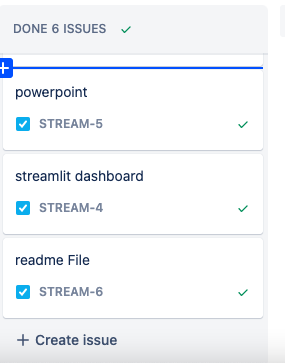 DONE 6 ISSUES
powerpoint
STREAM-5
streamlit dashboard
STREAM-4
readme File
STREAM-6
+ Create issue